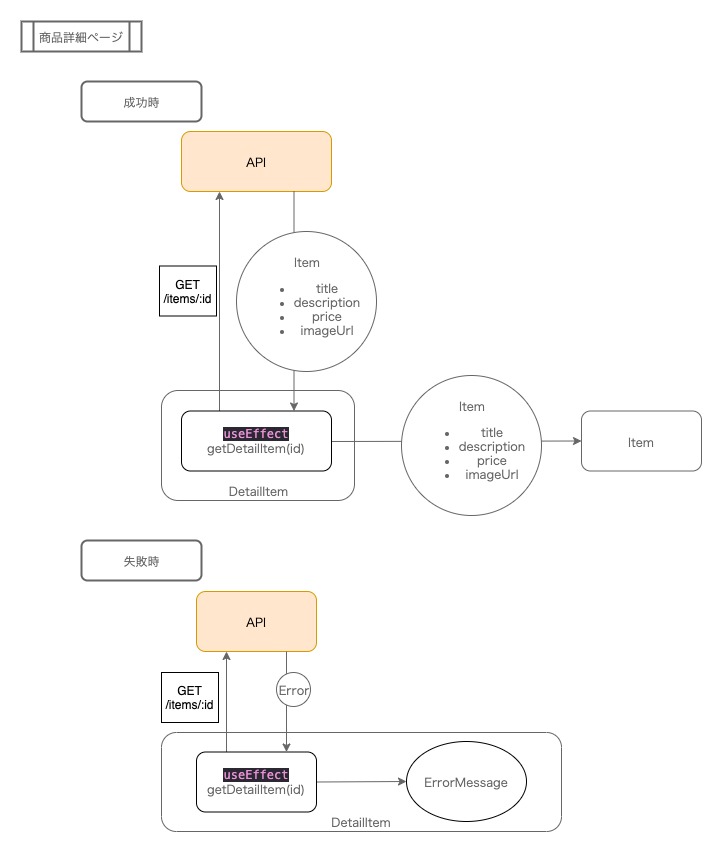 商品詳細ページ
成功時
API
GET
/items/:id
Item
• title
• description
• price
• imageUrl
useEffect
getDetailItem(id)
DetailItem
Item
• title
• description
• price
• imageUrl
Item
失敗時
API
GET
/items/:id
Error
useEffect
getDetailItem(id)
ErrorMessage
DetailItem